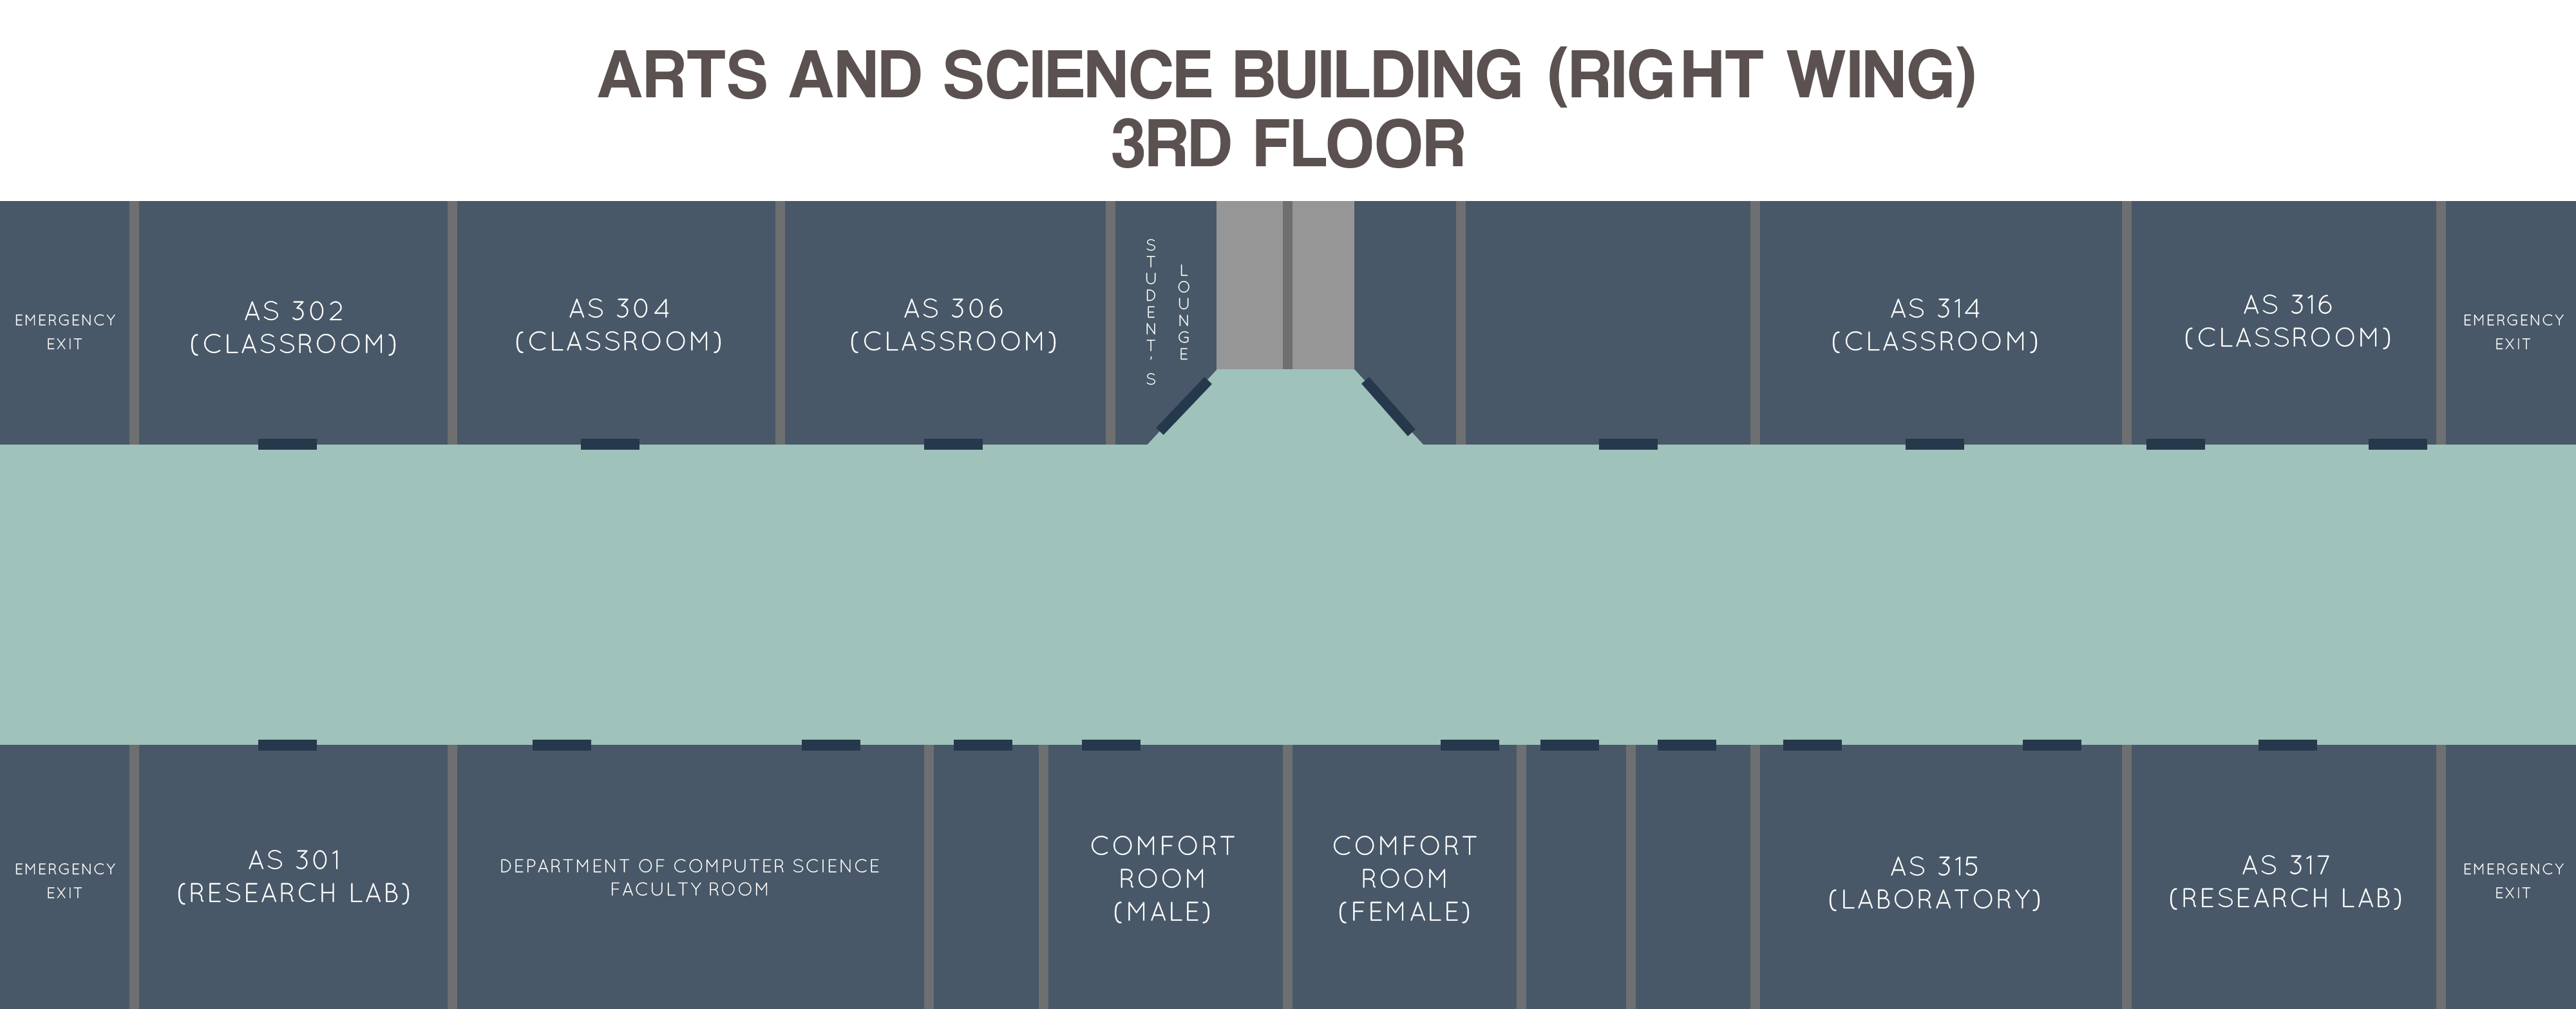 ARTS AND SCIENCE BUILDING (RIGHT WING)
3RD FLOOR
EMERGENCY
EXIT
AS 302
(CLASSROOM)
AS 304
(CLASSROOM)
AS 306
(CLASSROOM)
STUDENT'S
LOUNGE
AS 314
(CLASSROOM)
AS 316
(CLASSROOM)
EMERGENCY
EXIT
EMERGENCY
EXIT
AS 301
(RESEARCH LAB)
DEPARTMENT OF COMPUTER SCIENCE
FACULTY ROOM
COMFORT
ROOM
(MALE)
COMFORT
ROOM
(FEMALE)
AS 315
(LABORATORY)
AS 317
(RESEARCH LAB)
EMERGENCY
EXIT